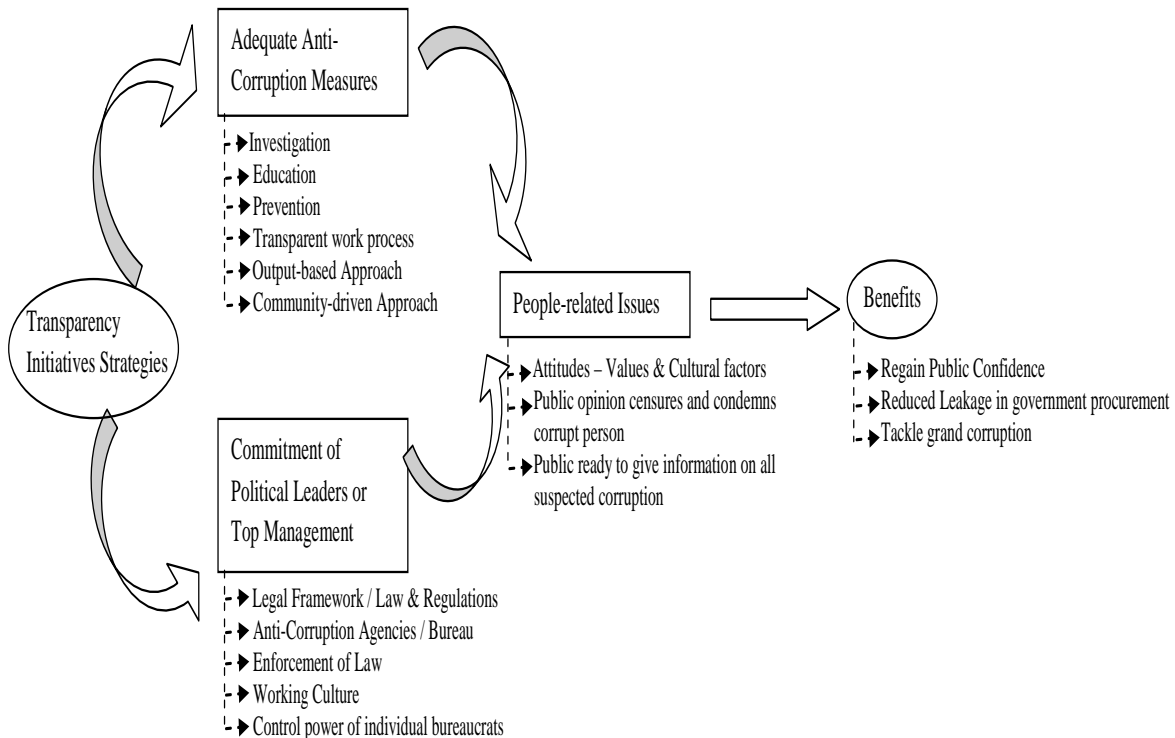 Adequate Anti-
Corruption Measures
Investigation
Education
Prevention
Transparent work process
Output-based Approach
Community-driven Approach
Transparency
Initiatives Strategies
Commitment of
Political Leaders or
Top Management
Legal Framework / Law & Regulations
Anti-Corruption Agencies / Bureau
Enforcement of Law
Working Culture
Control power of individual bureaucrats
People-related Issues
Attitudes – Values & Cultural factors
Public opinion censures and condemns
corrupt person
Public ready to give information on all
suspected corruption
Benefits
Regain Public Confidence
Reduced Leakage in government procurement
Tackle grand corruption